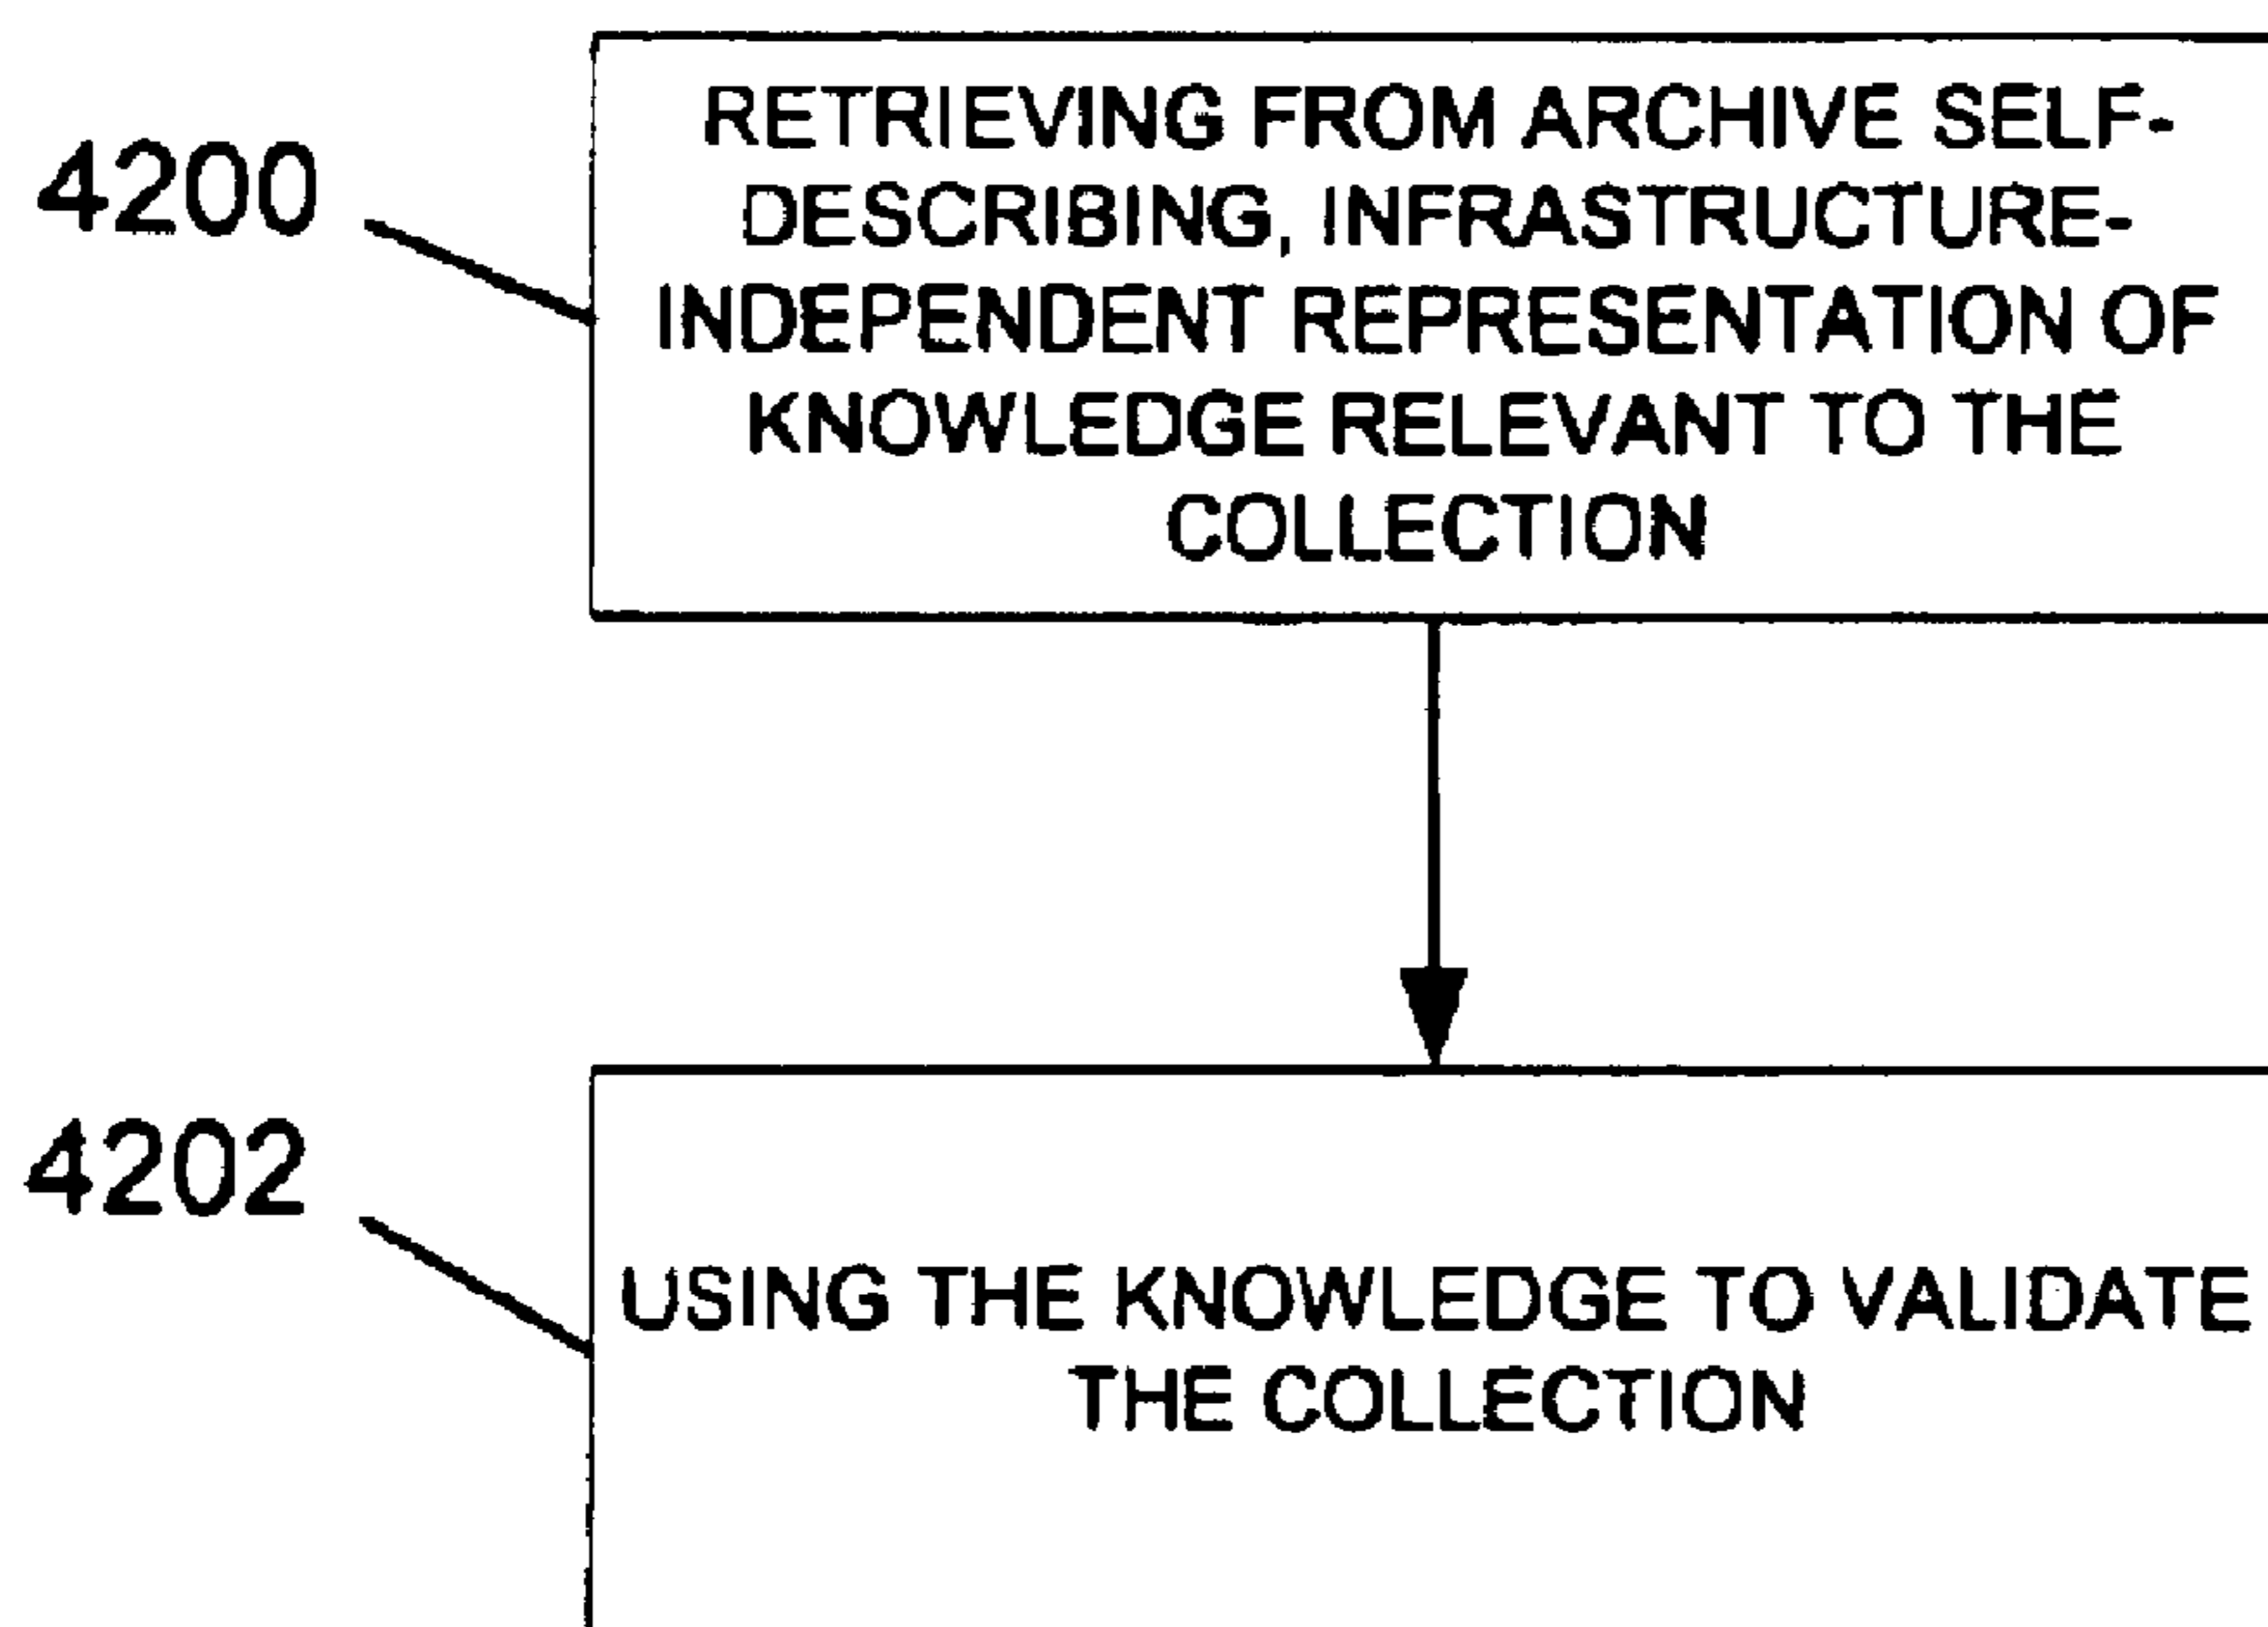 4200
RETRIEVING FROM ARCHIVE SELF-
DESCRIBING, INFRASTRUCTURE-
INDEPENDENT REPRESENTATION OF
KNOWLEDGE RELEVANT TO THE
COLLECTION
4202
USING THE KNOWLEDGE TO VALIDATE
THE COLLECTION